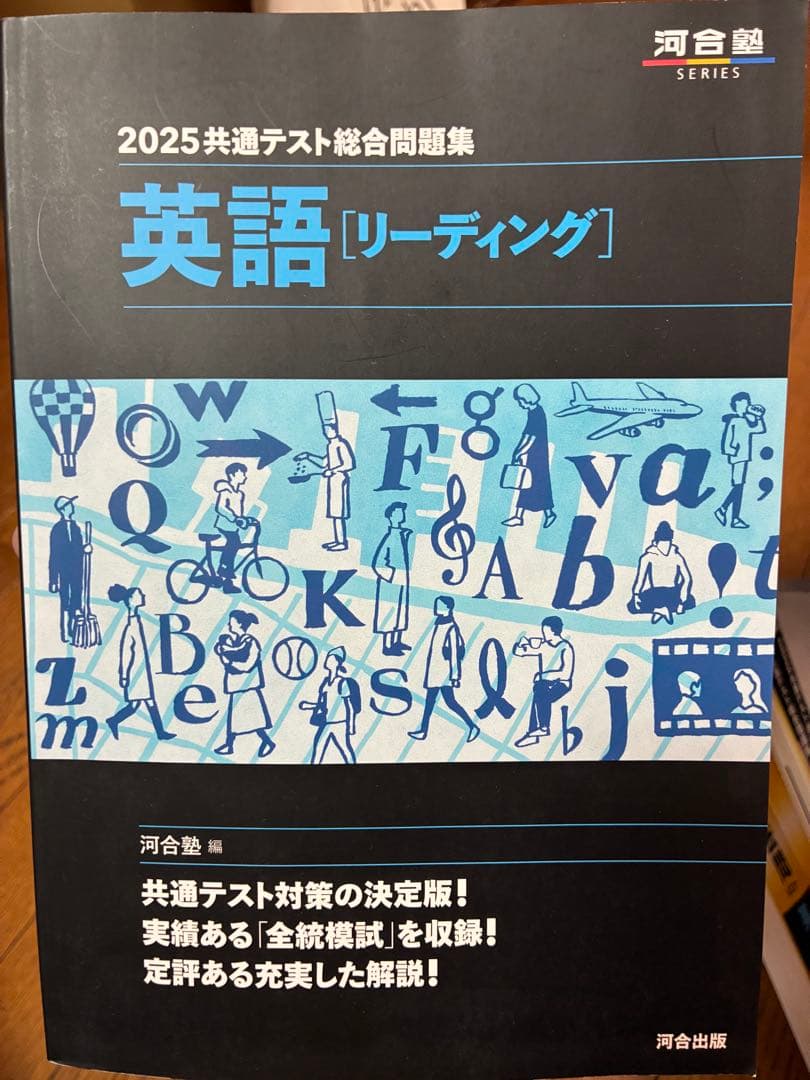 河合塾
SERIES
2025共通テスト総合問題集
英語[リーディング]
W
F g
v a ;
Q
K A b ! t
B
z e s l j
m b
河合塾 編
共通テスト対策の決定版!
実績ある「全統模試」を収録!
定評ある充実した解説!
河合出版